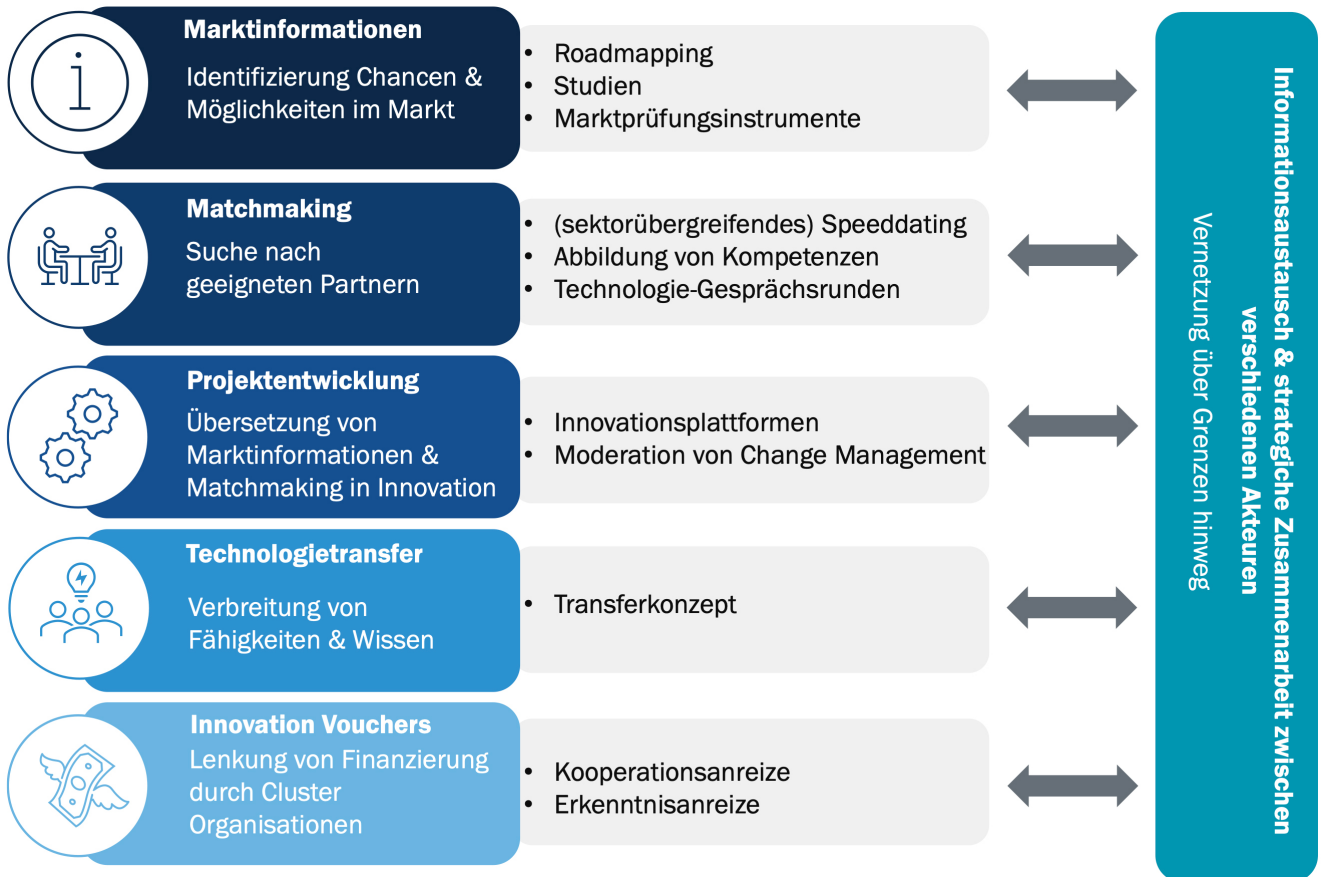 Marktinformationen
Identifizierung Chancen &
Möglichkeiten im Markt
• Roadmapping
• Studien
• Marktprüfungsinstrumente
Matchmaking
Suche nach
geeigneten Partnern
• (sektorübergreifendes) Speeddating
• Abbildung von Kompetenzen
• Technologie-Gesprächsrunden
Projektentwicklung
Übersetzung von
Marktinformationen &
Matchmaking in Innovation
• Innovationsplattformen
• Moderation von Change Management
Technologietransfer
Verbreitung von
Fähigkeiten & Wissen
• Transferkonzept
Innovation Vouchers
Lenkung von Finanzierung
durch Cluster
Organisationen
• Kooperationsanreize
• Erkenntnisanreize
Informationsaustausch & strategiche Zusammenarbeit zwischen
verschiedenen Akteuren
Vernetzung über Grenzen hinweg